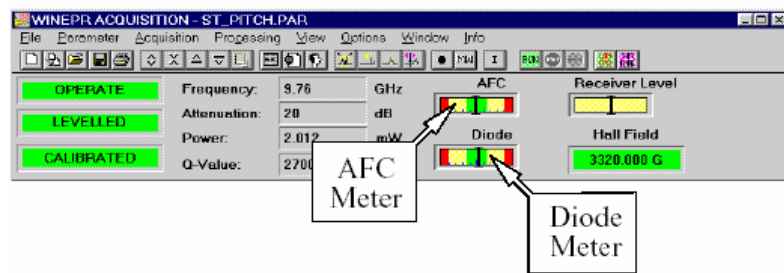 WINEPR ACQUISITION - ST_PITCH.PAR
File Parameter Acquisition Processing View Options Window Info
OPERATE Frequency: 9.76 GHz AFC Receiver Level
LEVELLED Attenuation: 20 dB
Power: 2.012 mW Diode Hall Field
CALIBRATED Q-Value: 2700 3320.000 G
AFC
Meter
Diode
Meter